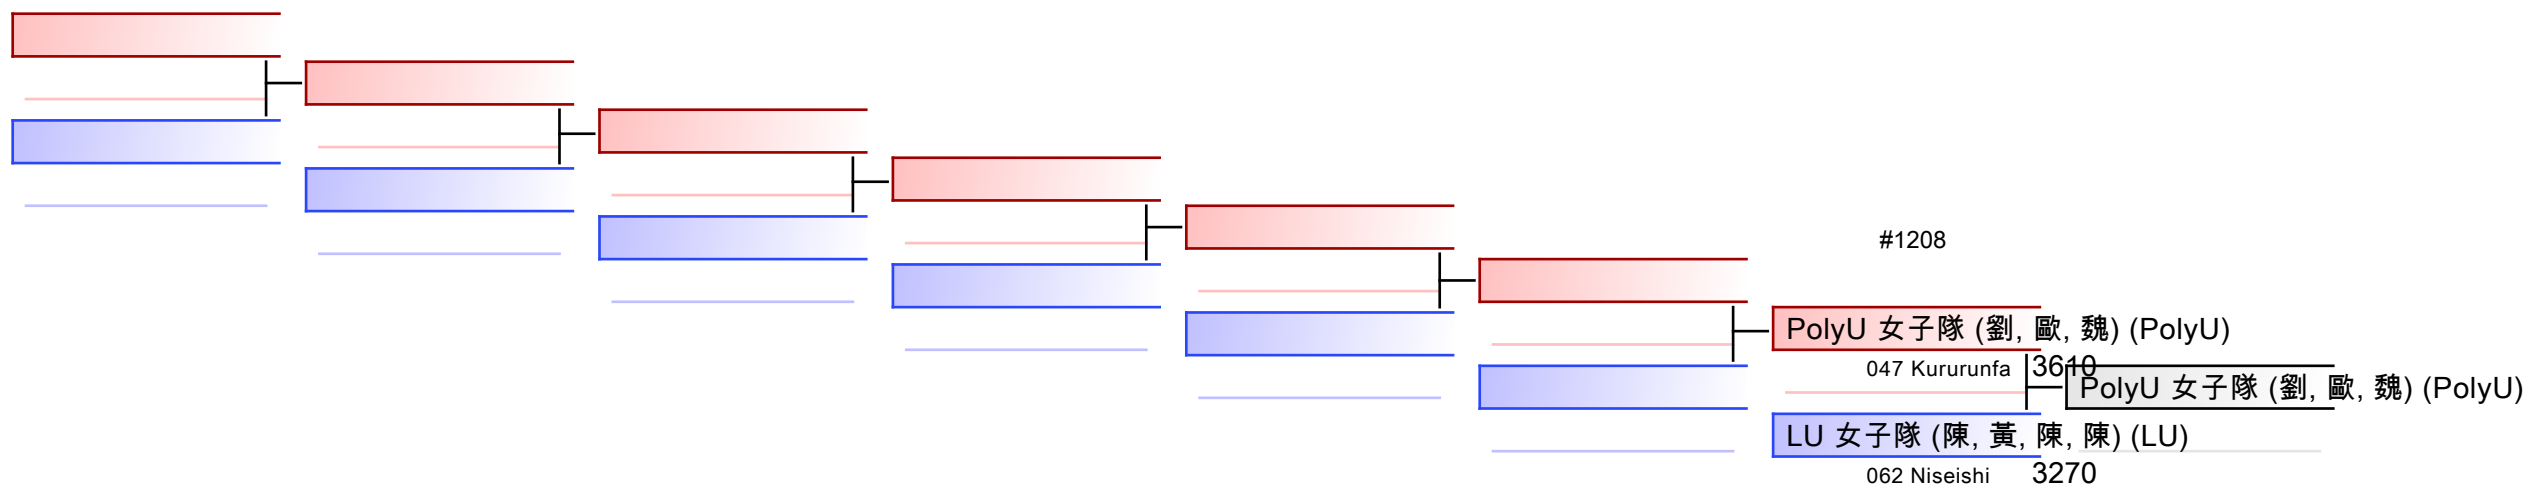 #1208
PolyU 女子隊 (劉, 歐, 魏) (PolyU)
047 Kururunfa 3610
PolyU 女子隊 (劉, 歐, 魏) (PolyU)
LU 女子隊 (陳, 黃, 陳, 陳) (LU)
062 Niseishi 3270